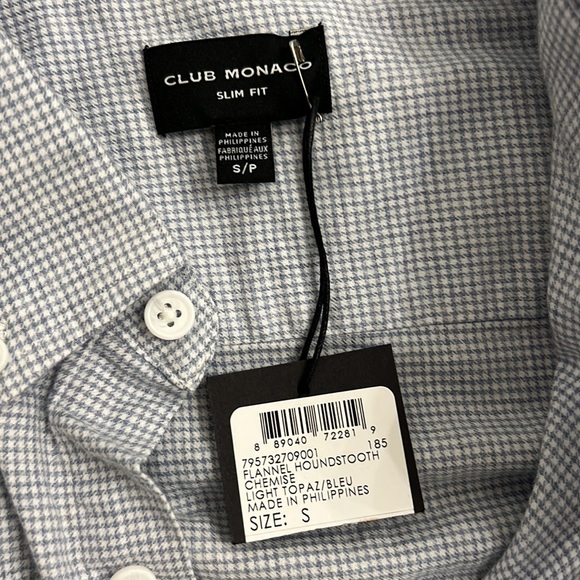 CLUB MONACO
SLIM FIT
MADE IN
PHILIPPINES
FABRIQUÉ AUX
PHILIPPINES
S/P
8 89040 72281 9
795732709001 185
FLANNEL HOUNDSTOOTH
CHEMISE
LIGHT TOPAZ/BLEU
MADE IN PHILIPPINES
SIZE: S